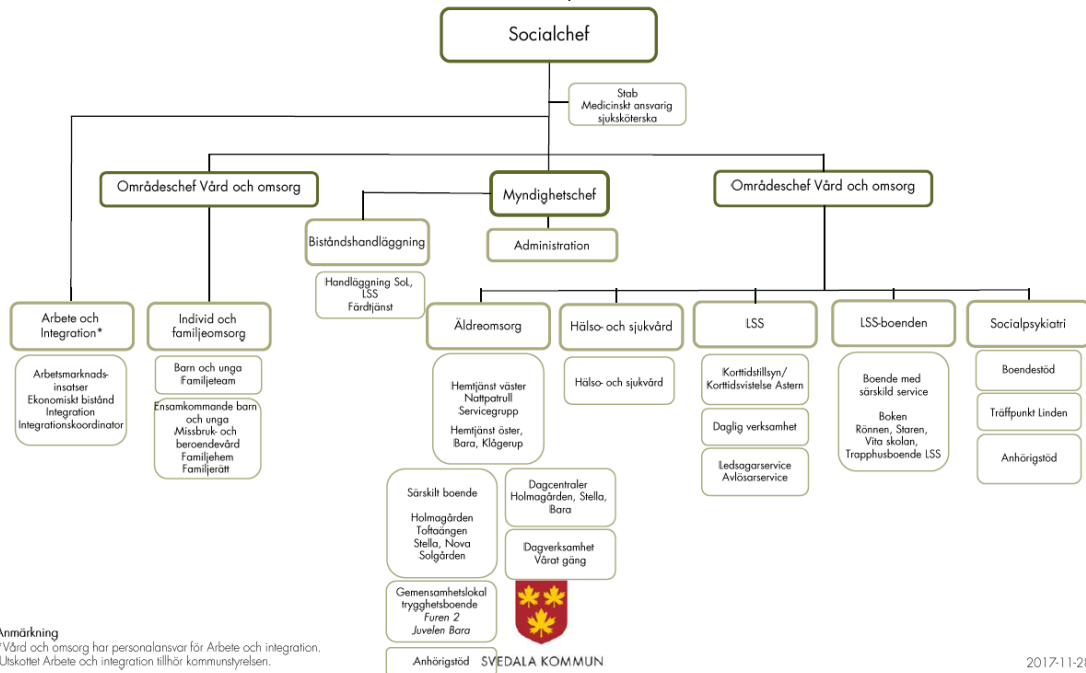 Socialchef
Stab
Medicinskt ansvarig
sjuksköterska
Områdeschef Vård och omsorg
Myndighetschef
Områdeschef Vård och omsorg
Biståndshandläggning
Administration
Handläggning SoL,
LSS
Färdtjänst
Arbete och
Integration*
Individ och
familjeomsorg
Äldreomsorg
Hälso- och sjukvård
LSS
LSS-boenden
Socialpsykiatri
Arbetsmarknads-
insatser
Ekonomiskt bistånd
Integration
Integrationskoordinator
Barn och unga
Familjeteam
Ensamkommande barn
och unga
Missbruk- och
beroendevård
Familjehem
Familjerätt
Hemtjänst väster
Nattpatrull
Servicegrupp
Hemtjänst öster,
Bara, Klågerup
Hälso- och sjukvård
Korttidstillsyn/
Korttidsvistelse Astern
Daglig verksamhet
Ledsagarservice
Avlösarservice
Boende med
särskild service
Boken
Rönnen, Staren,
Vita skolan,
Trapphusboende LSS
Boendestöd
Träffpunkt Linden
Anhörigstöd
Särskilt boende
Holmagården
Toftaängen
Stella, Nova
Solgården
Dagcentraler
Holmagården, Stella,
Bara
Dagverksamhet
Vårat gäng
Gemensamhetslokal
trygghetsboende
Furen 2
Juvelen Bara
Anhörigstöd
SVEDALA KOMMUN
Anmärkning
*Vård och omsorg har personalansvar för Arbete och integration.
Utskottet Arbete och integration tillhör kommunstyrelsen.
2017-11-28